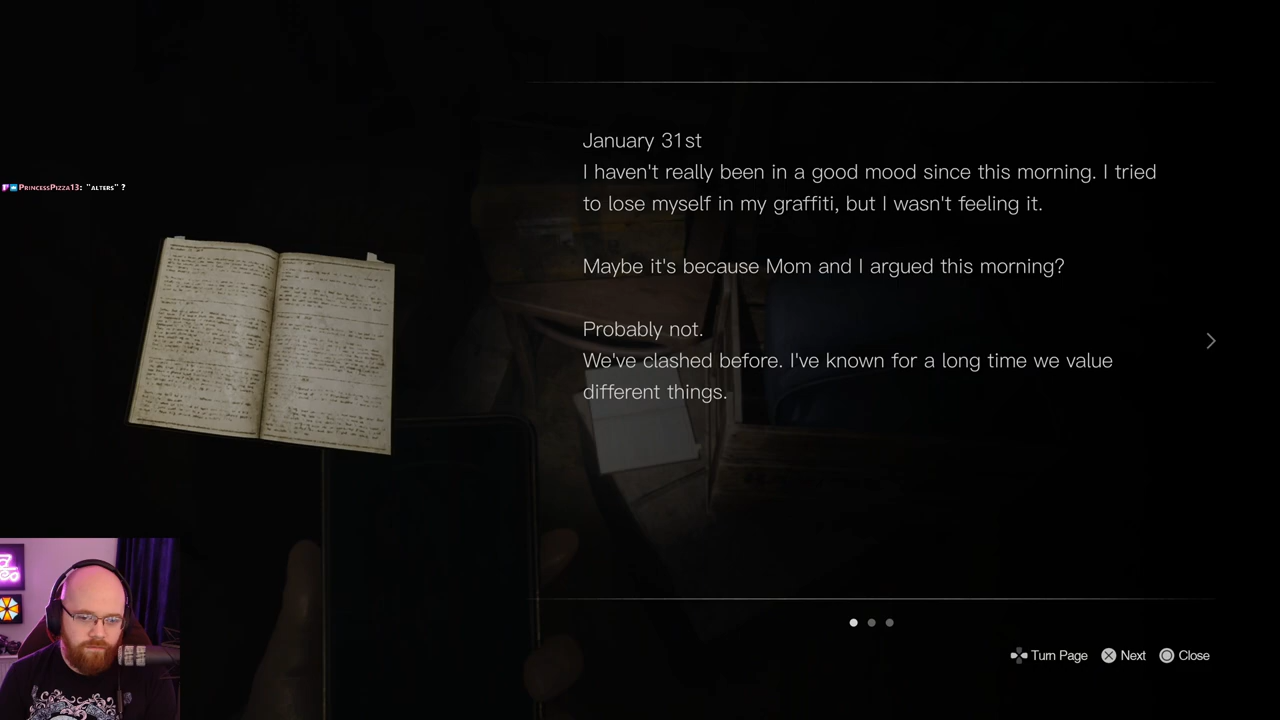 January 31st
I haven't really been in a good mood since this morning. I tried
to lose myself in my graffiti, but I wasn't feeling it.
Maybe it's because Mom and I argued this morning?
Probably not.
We've clashed before. I've known for a long time we value
different things.
PrincessPizza13: "alters" ?
Turn Page
Next
Close